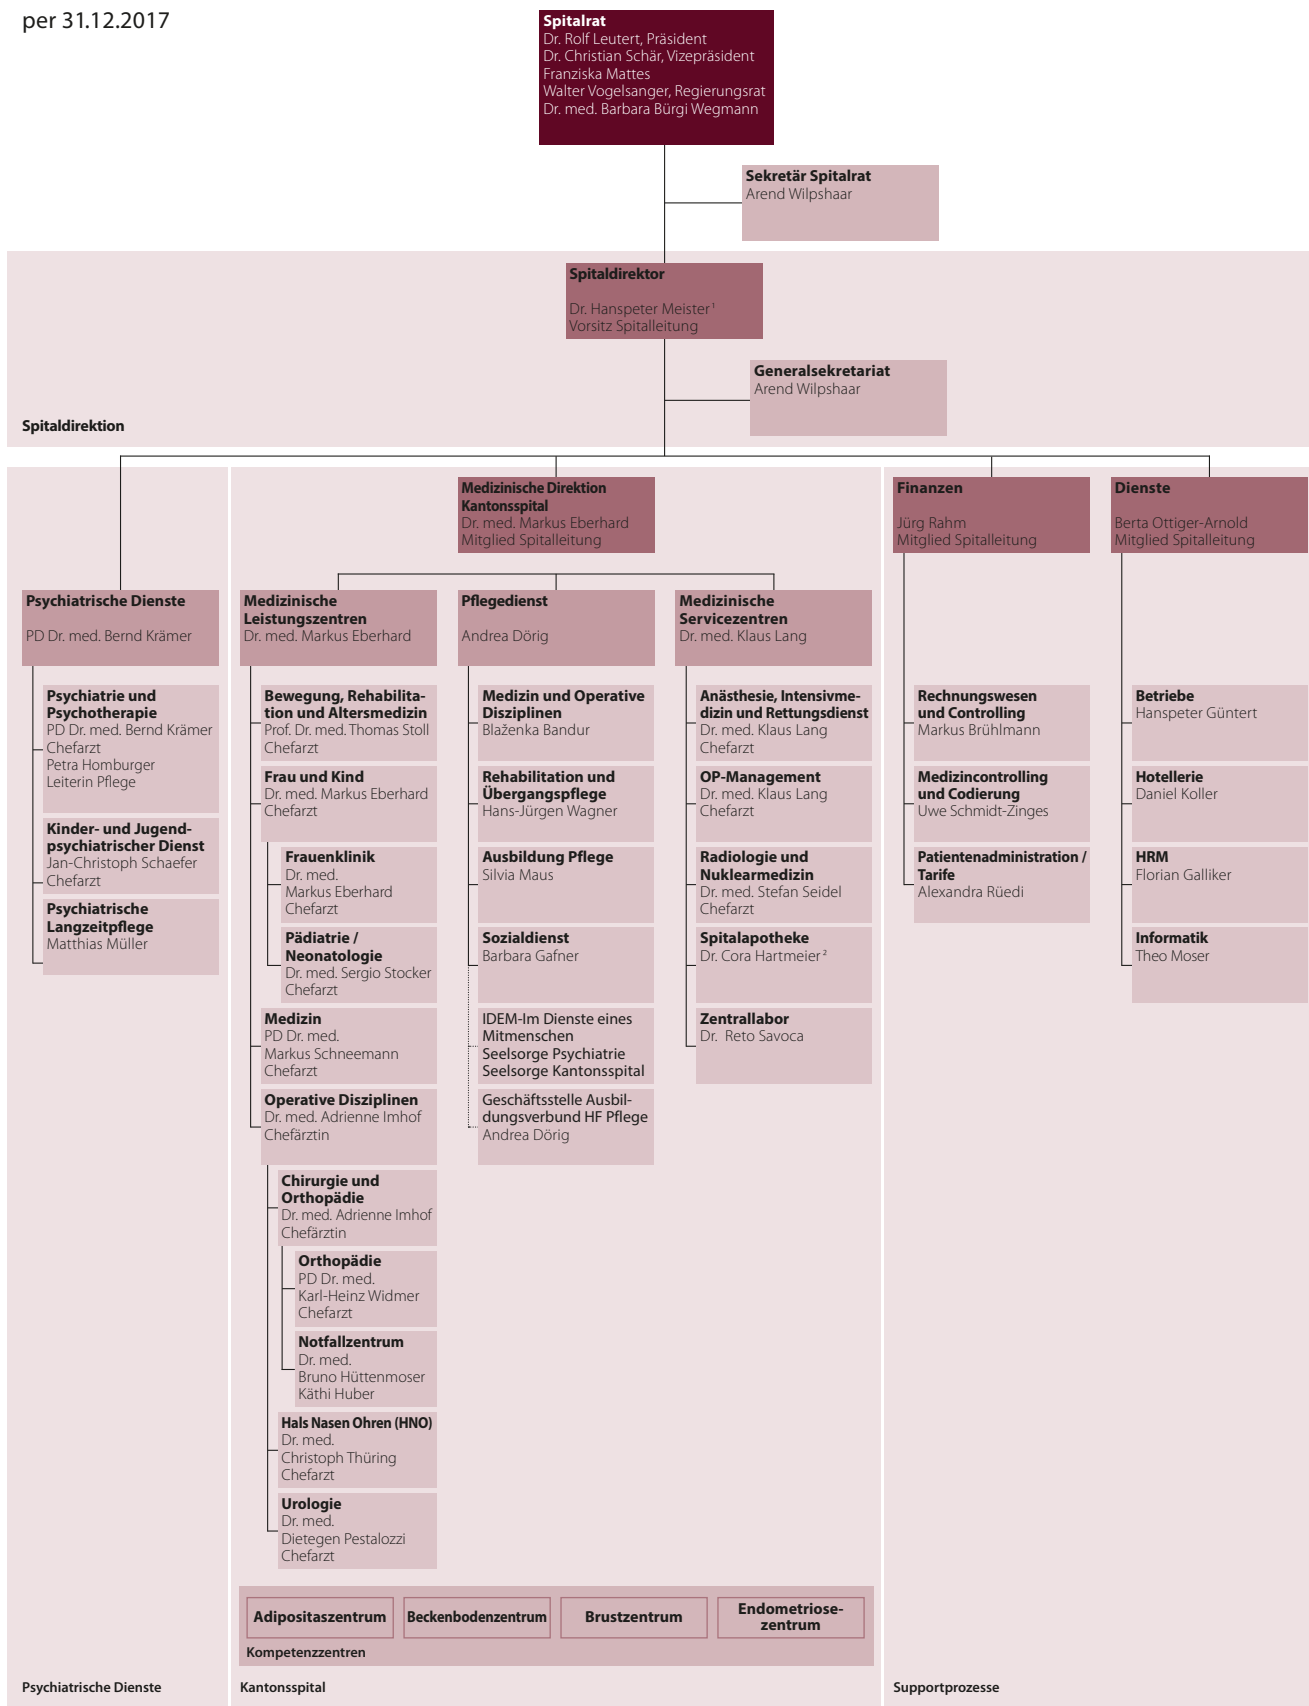 per 31.12.2017
Spitalrat
Dr. Rolf Leutert, Präsident
Dr. Christian Schär, Vizepräsident
Franziska Mattes
Walter Vogelsanger, Regierungsrat
Dr. med. Barbara Bürgi Wegmann
Sekretär Spitalrat
Arend Wilpshaar
Spitaldirektor
Dr. Hanspeter Meister¹
Vorsitz Spitalleitung
Generalsekretariat
Arend Wilpshaar
Spitaldirektion
Medizinische Direktion
Kantonsspital
Dr. med. Markus Eberhard
Mitglied Spitalleitung
Finanzen
Jürg Rahm
Mitglied Spitalleitung
Dienste
Berta Ottiger-Arnold
Mitglied Spitalleitung
Psychiatrische Dienste
PD Dr. med. Bernd Krämer
Psychiatrie und
Psychotherapie
PD Dr. med. Bernd Krämer
Chefarzt
Petra Homburger
Leiterin Pflege
Kinder- und Jugend-
psychiatrischer Dienst
Jan-Christoph Schaefer
Chefarzt
Psychiatrische
Langzeitpflege
Matthias Müller
Medizinische
Leistungszentren
Dr. med. Markus Eberhard
Bewegung, Rehabilita-
tion und Altersmedizin
Prof. Dr. med. Thomas Stoll
Chefarzt
Frau und Kind
Dr. med. Markus Eberhard
Chefarzt
Frauenklinik
Dr. med.
Markus Eberhard
Chefarzt
Pädiatrie /
Neonatologie
Dr. med. Sergio Stocker
Chefarzt
Medizin
PD Dr. med.
Markus Schneemann
Chefarzt
Operative Disziplinen
Dr. med. Adrienne Imhof
Chefärztin
Chirurgie und
Orthopädie
Dr. med. Adrienne Imhof
Chefärztin
Orthopädie
PD Dr. med.
Karl-Heinz Widmer
Chefarzt
Notfallzentrum
Dr. med.
Bruno Hüttenmoser
Käthi Huber
Hals Nasen Ohren (HNO)
Dr. med.
Christoph Thüring
Chefarzt
Urologie
Dr. med.
Dietegen Pestalozzi
Chefarzt
Pflegedienst
Andrea Dörig
Medizin und Operative
Disziplinen
Blaženka Bandur
Rehabilitation und
Übergangspflege
Hans-Jürgen Wagner
Ausbildung Pflege
Silvia Maus
Sozialdienst
Barbara Gafner
IDEM-Im Dienste eines
Mitmenschen
Seelsorge Psychiatrie
Seelsorge Kantonsspital
Geschäftsstelle Ausbil-
dungsverbund HF Pflege
Andrea Dörig
Medizinische
Servicezentren
Dr. med. Klaus Lang
Anästhesie, Intensivme-
dizin und Rettungsdienst
Dr. med. Klaus Lang
Chefarzt
OP-Management
Dr. med. Klaus Lang
Chefarzt
Radiologie und
Nuklearmedizin
Dr. med. Stefan Seidel
Chefarzt
Spitalapotheke
Dr. Cora Hartmeier²
Zentrallabor
Dr. Reto Savoca
Rechnungswesen
und Controlling
Markus Brühlmann
Medizincontrolling
und Codierung
Uwe Schmidt-Zinges
Patientenadministration /
Tarife
Alexandra Rüedi
Betriebe
Hanspeter Güntert
Hotellerie
Daniel Koller
HRM
Florian Galliker
Informatik
Theo Moser
Adipositaszentrum
Beckenbodenzentrum
Brustzentrum
Endometriose-
zentrum
Kompetenzzentren
Psychiatrische Dienste
Kantonsspital
Supportprozesse